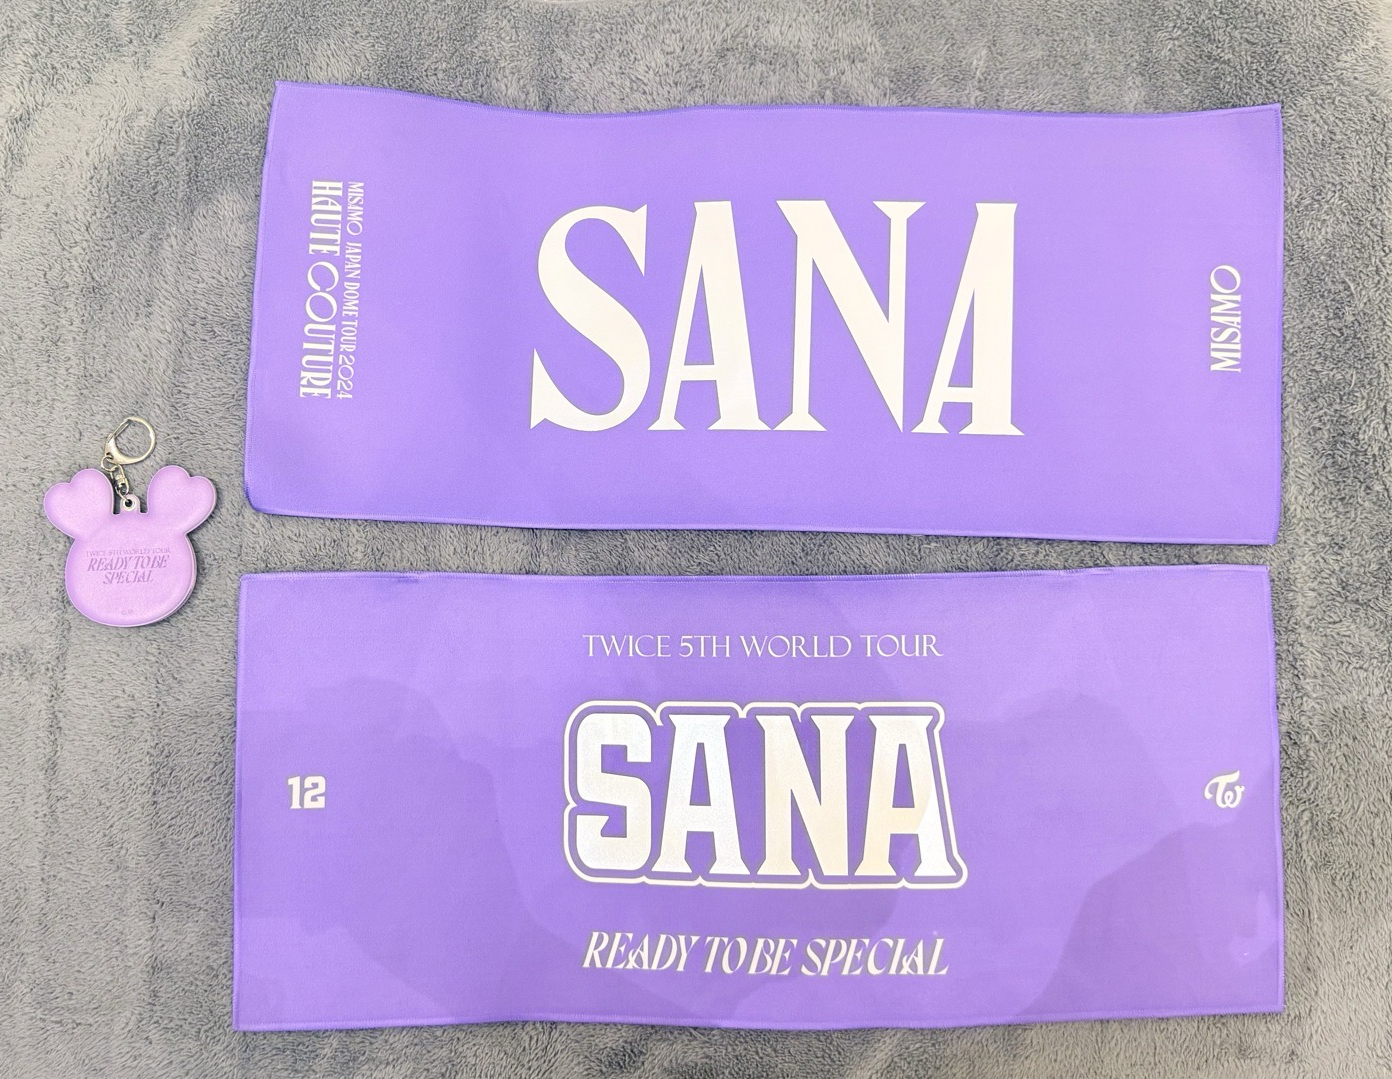 MISAMO JAPAN DOME TOUR 2024
HAUTE COUTURE
SANA
MISAMO
TWICE 5TH WORLD TOUR
READY TO BE
SPECIAL
TWICE 5TH WORLD TOUR
12
SANA
TW
READY TO BE SPECIAL